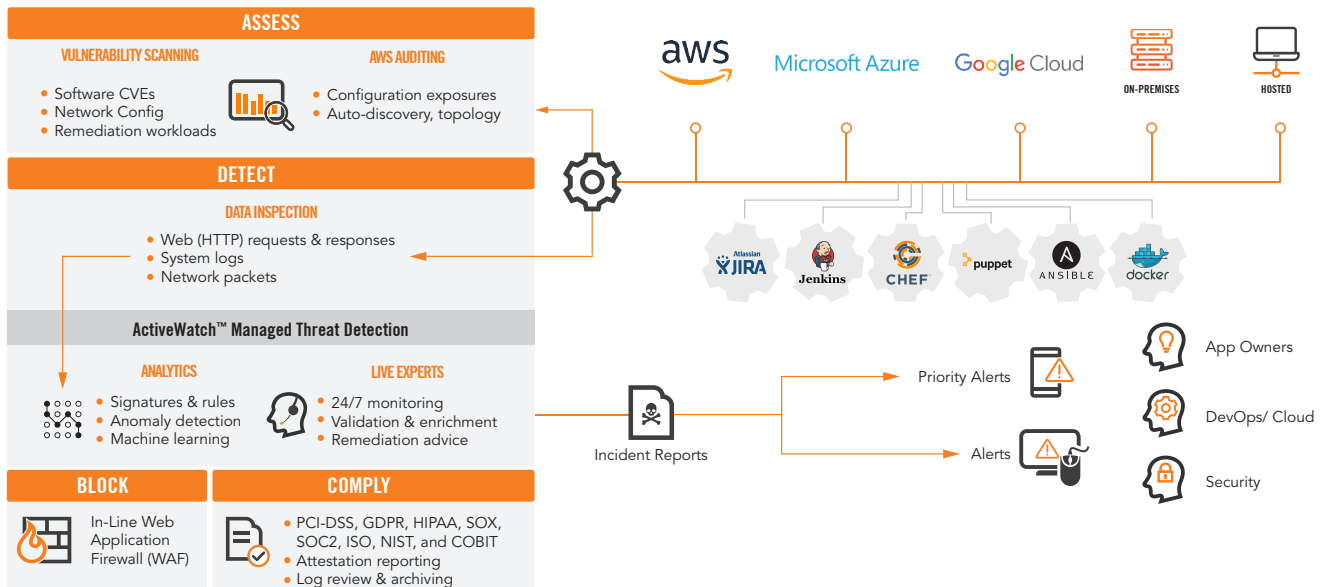 ASSESS
VULNERABILITY SCANNING
• Software CVEs
• Network Config
• Remediation workloads
AWS AUDITING
• Configuration exposures
• Auto-discovery, topology
DETECT
DATA INSPECTION
• Web (HTTP) requests & responses
• System logs
• Network packets
ActiveWatch™ Managed Threat Detection
ANALYTICS
• Signatures & rules
• Anomaly detection
• Machine learning
LIVE EXPERTS
• 24/7 monitoring
• Validation & enrichment
• Remediation advice
BLOCK
In-Line Web
Application
Firewall (WAF)
COMPLY
• PCI-DSS, GDPR, HIPAA, SOX,
SOC2, ISO, NIST, and COBIT
• Attestation reporting
• Log review & archiving
aws
Microsoft Azure
Google Cloud
ON-PREMISES
HOSTED
Atlassian
JIRA
Jenkins
CHEF
puppet
A
ANSIBLE
docker
Incident Reports
Priority Alerts
Alerts
App Owners
DevOps/ Cloud
Security